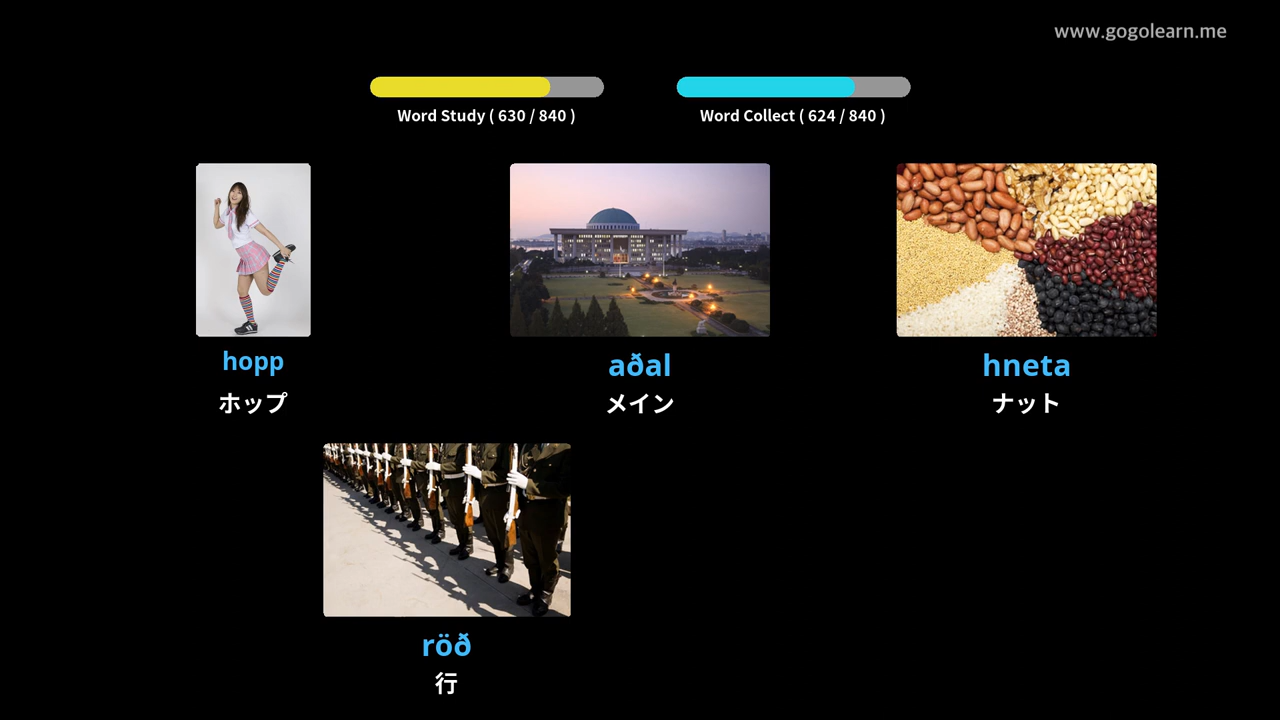 www.gogolearn.me
Word Study ( 630 / 840 )
Word Collect ( 624 / 840 )
hopp
ホップ
aðal
メイン
hneta
ナット
röð
行